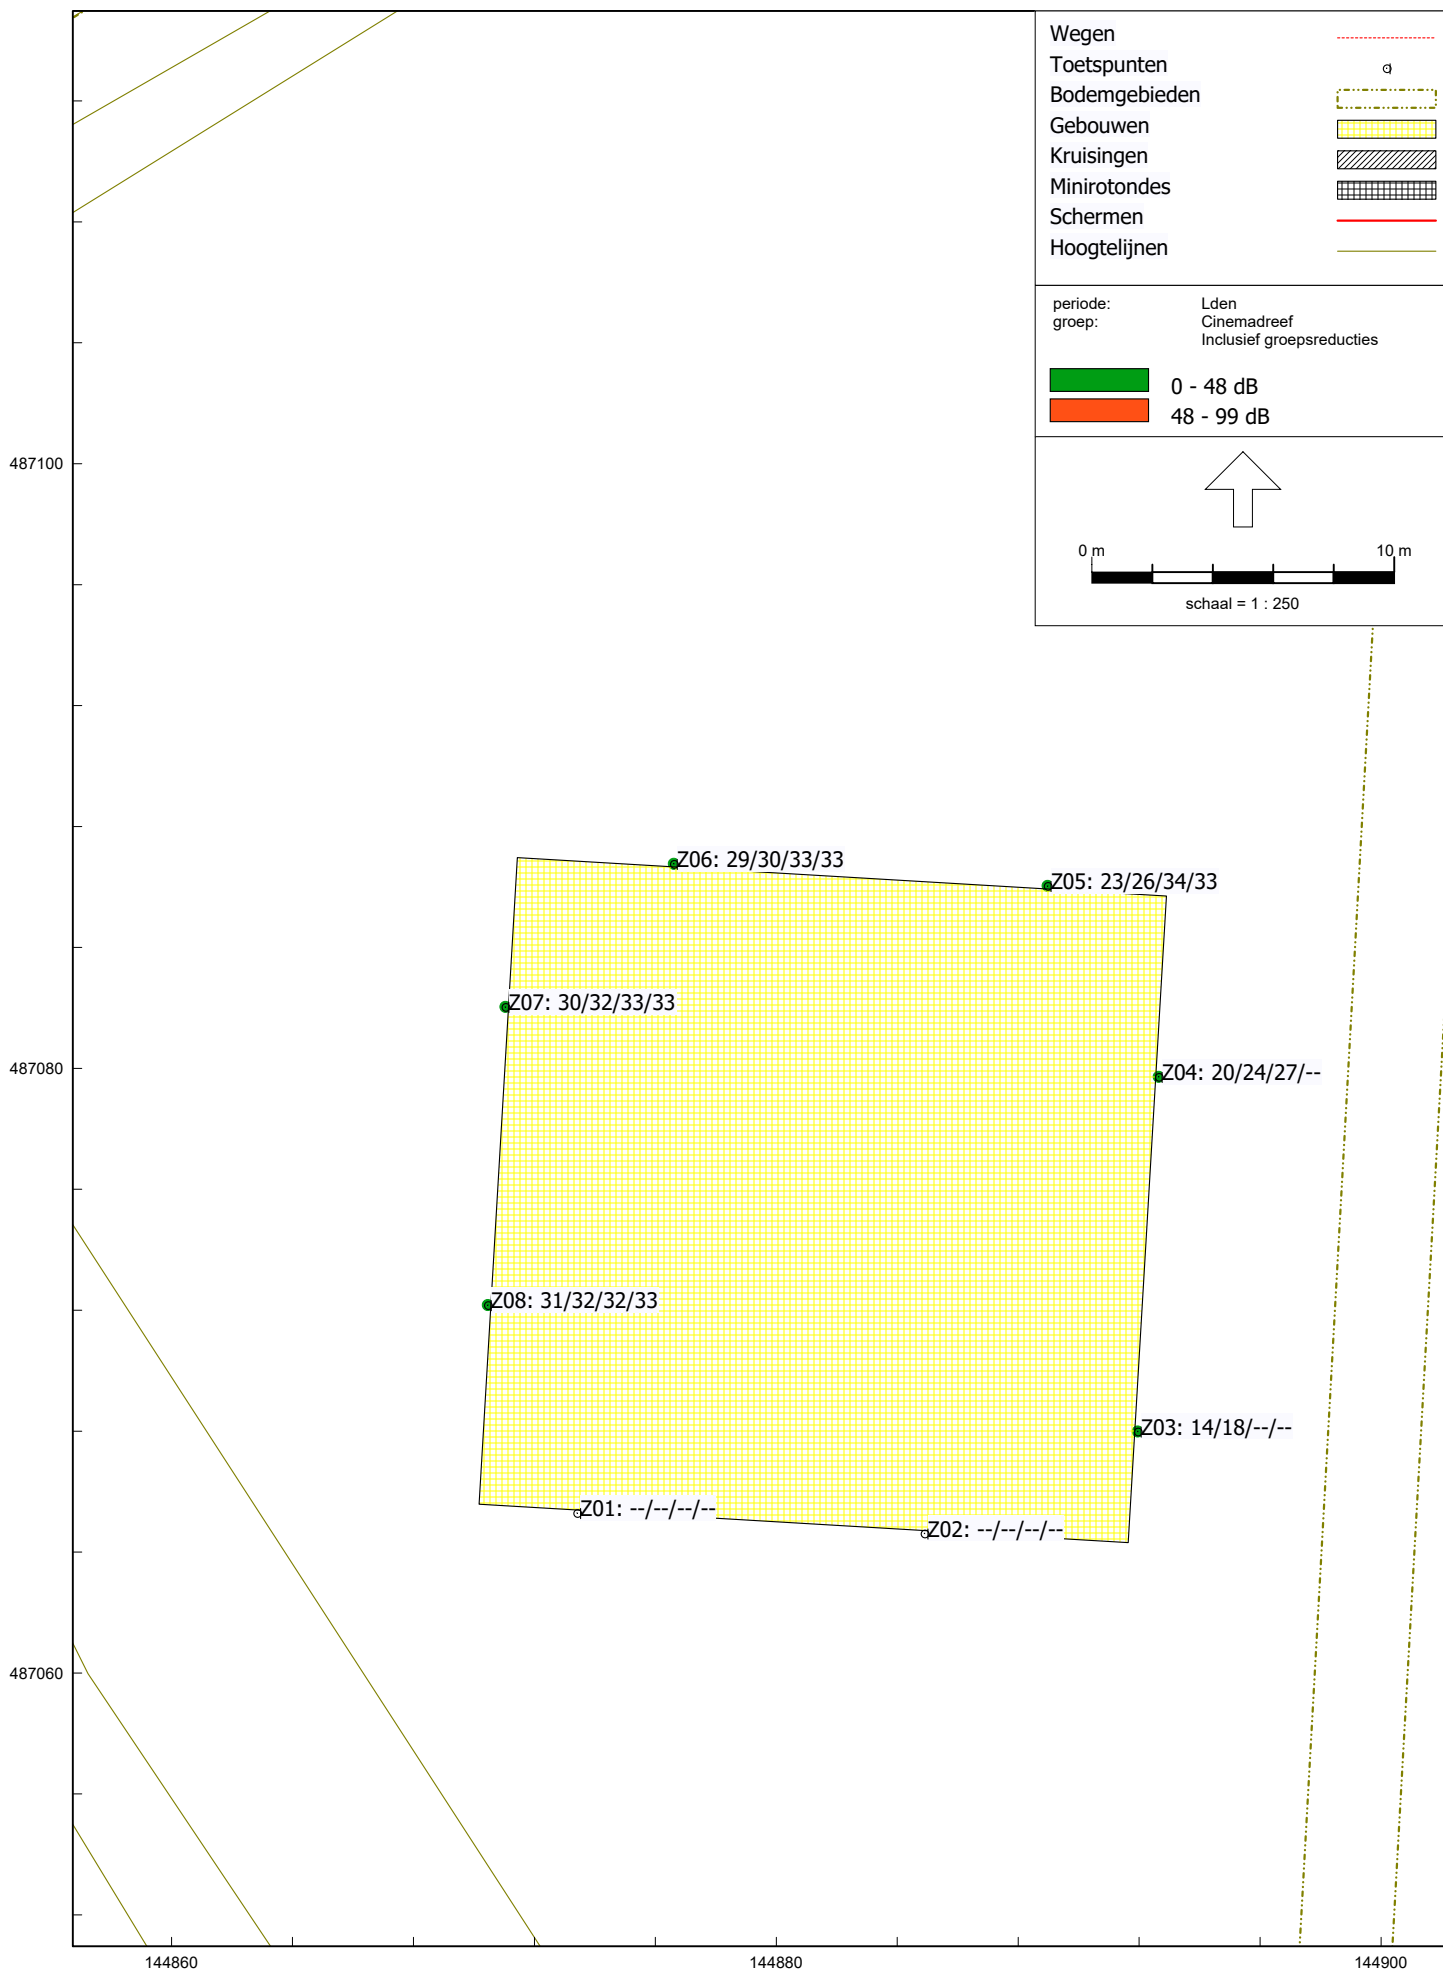 Wegen
Toetspunten
Bodemgebieden
Gebouwen
Kruisingen
Minirotondes
Schermen
Hoogtelijnen
periode: Lden
groep: Cinemadreef
Inclusief groepsreducties
0 - 48 dB
48 - 99 dB
0 m 10 m
schaal = 1 : 250
487100
Z06: 29/30/33/33
Z05: 23/26/34/33
Z07: 30/32/33/33
487080
Z04: 20/24/27/--
Z08: 31/32/32/33
Z03: 14/18/--/--
Z01: --/--/--/--
Z02: --/--/--/--
487060
144860 144880 144900